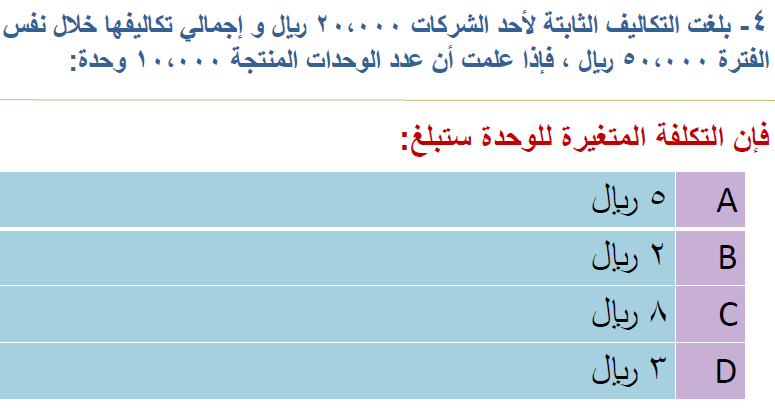 ٤- بلغت التكاليف الثابتة لأحد الشركات ٢٠،٠٠٠ ريال و إجمالي تكاليفها خلال نفس
الفترة ٥٠،٠٠٠ ريال ، فإذا علمت أن عدد الوحدات المنتجة ١٠،٠٠٠ وحدة:
فإن التكلفة المتغيرة للوحدة ستبلغ:
A ٥ ريال
B ٢ ريال
C ٨ ريال
D ٣ ريال